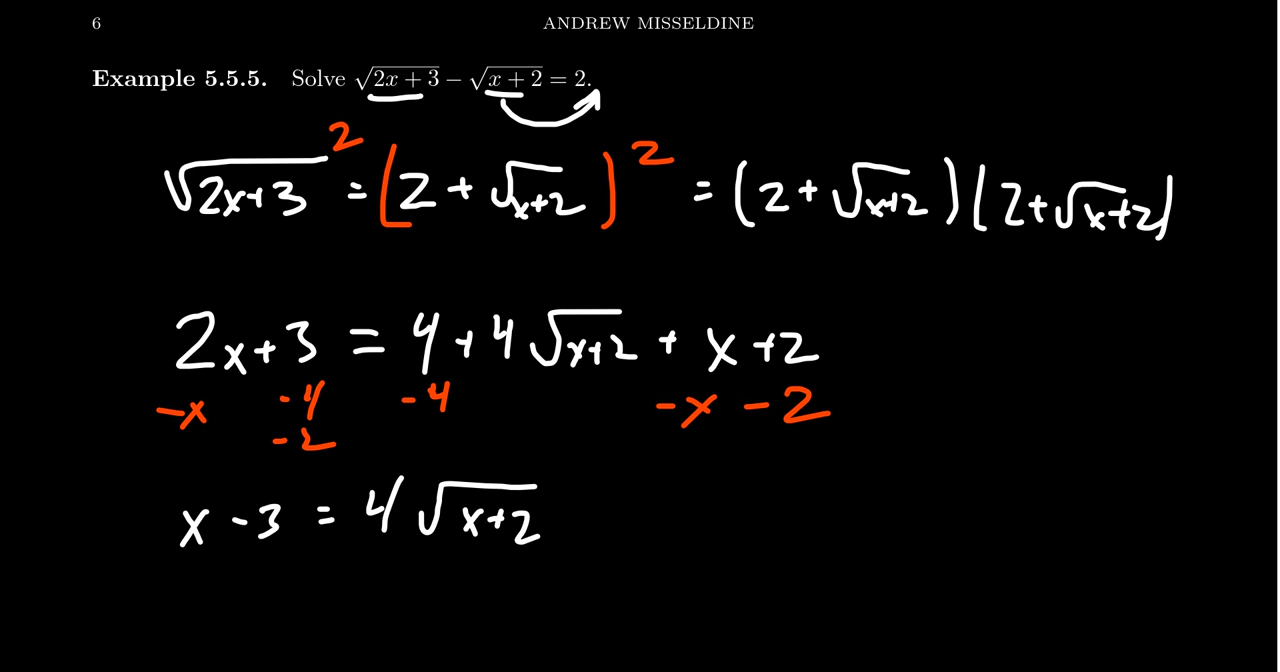 6 ANDREW MISSELDINE
Example 5.5.5. Solve √(2x + 3) − √(x + 2) = 2.
√(2x+3)² = (2 + √(x+2))² = (2 + √(x+2))(2+√(x+2))
2x+3 = 4+4√(x+2) + x+2
-x -4 -4 -x -2
-2
x-3 = 4√(x+2)